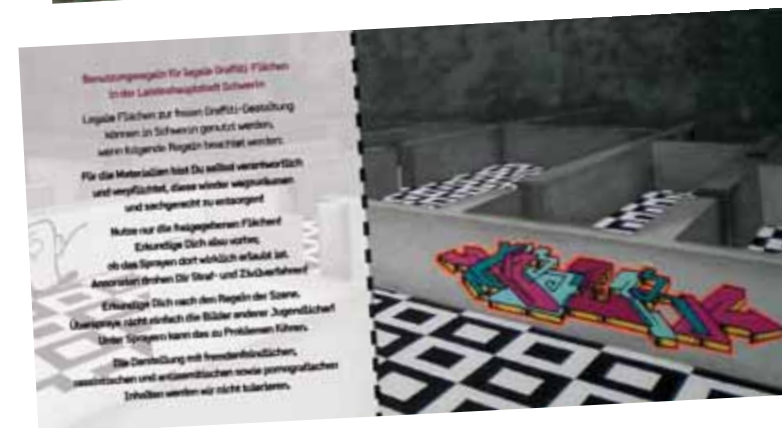 Benutzungsregeln für legale Graffiti-Flächen
in der Landeshauptstadt Schwerin
Legale Flächen zur freien Graffiti-Gestaltung
können in Schwerin genutzt werden,
wenn folgende Regeln beachtet werden:
Für die Materialien bist Du selbst verantwortlich
und verpflichtet, diese wieder wegzuräumen
und sachgerecht zu entsorgen!
Nutze nur die freigegebenen Flächen!
Erkundige Dich also vorher,
ob das Sprayen dort wirklich erlaubt ist.
Ansonsten drohen Dir Straf- und Zivilverfahren!
Erkundige Dich nach den Regeln der Szene.
Überspraye nicht einfach die Bilder anderer Jugendlicher!
Unter Sprayern kann das zu Problemen führen.
Die Darstellung mit fremdenfeindlichen,
rassistischen und antisemitischen sowie pornografischen
Inhalten werden wir nicht tolerieren.